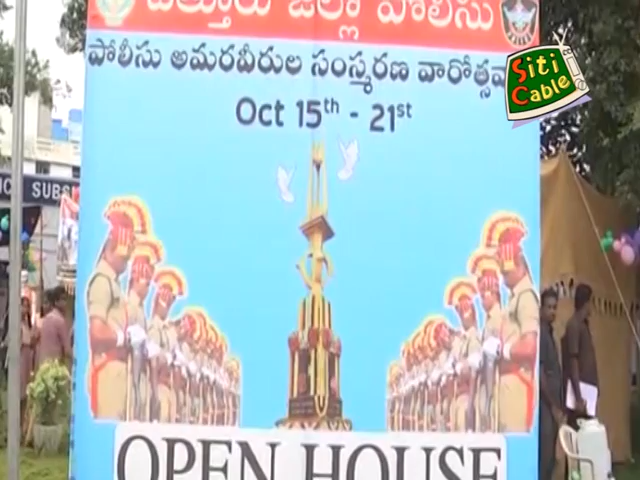 చిత్తూరు జిల్లా పోలీసు
పోలీసు అమరవీరుల సంస్మరణ వారోత్సవ
Siti
Cable
Oct 15th - 21st
OPEN HOUSE